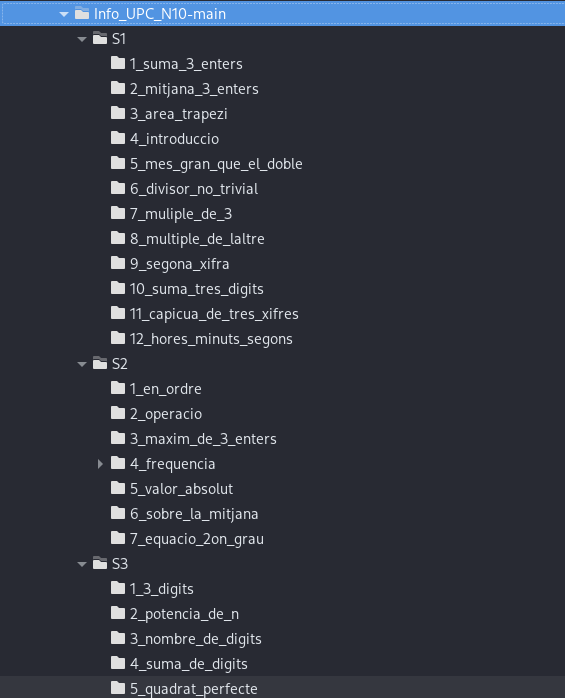 Info_UPC_N10-main
S1
1_suma_3_enters
2_mitjana_3_enters
3_area_trapezi
4_introduccio
5_mes_gran_que_el_doble
6_divisor_no_trivial
7_muliple_de_3
8_multiple_de_laltre
9_segona_xifra
10_suma_tres_digits
11_capicua_de_tres_xifres
12_hores_minuts_segons
S2
1_en_ordre
2_operacio
3_maxim_de_3_enters
4_frequencia
5_valor_absolut
6_sobre_la_mitjana
7_equacio_2on_grau
S3
1_3_digits
2_potencia_de_n
3_nombre_de_digits
4_suma_de_digits
5_quadrat_perfecte